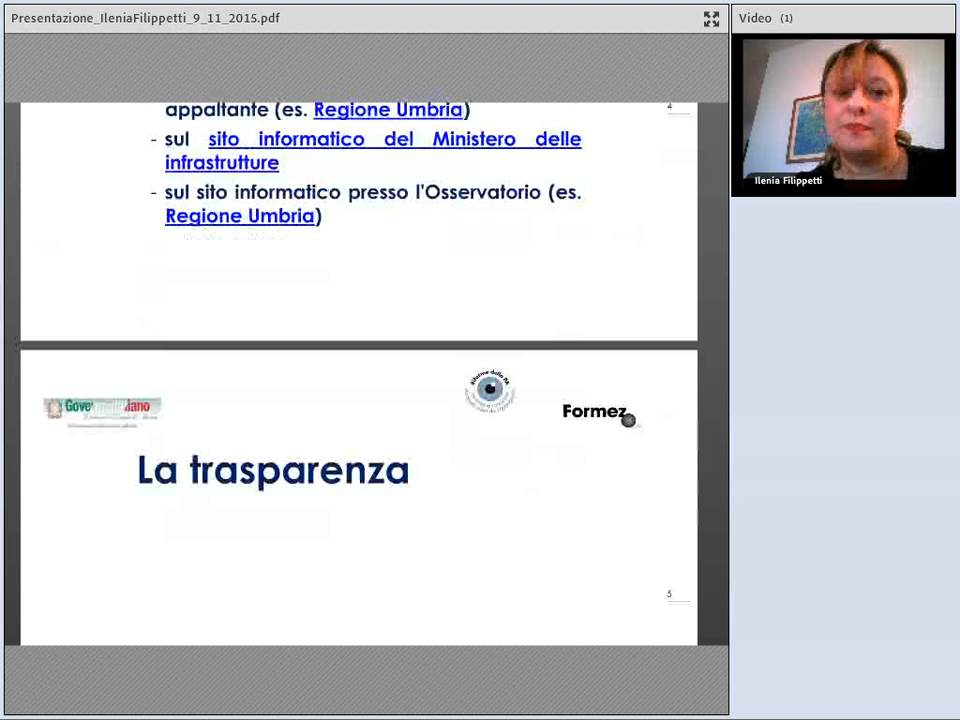 Presentazione_IleniaFilippetti_9_11_2015.pdf
Video (1)
appaltante (es. Regione Umbria)
4
- sul sito informatico del Ministero delle
infrastrutture
- sul sito informatico presso l'Osservatorio (es.
Regione Umbria)
Ilenia Filippetti
Formez
La trasparenza
5